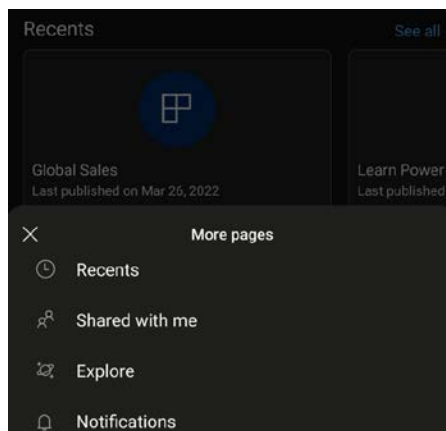 Recents
See all
Global Sales
Last published on Mar 26, 2022
Learn Power
Last published
More pages
Recents
Shared with me
Explore
Notifications